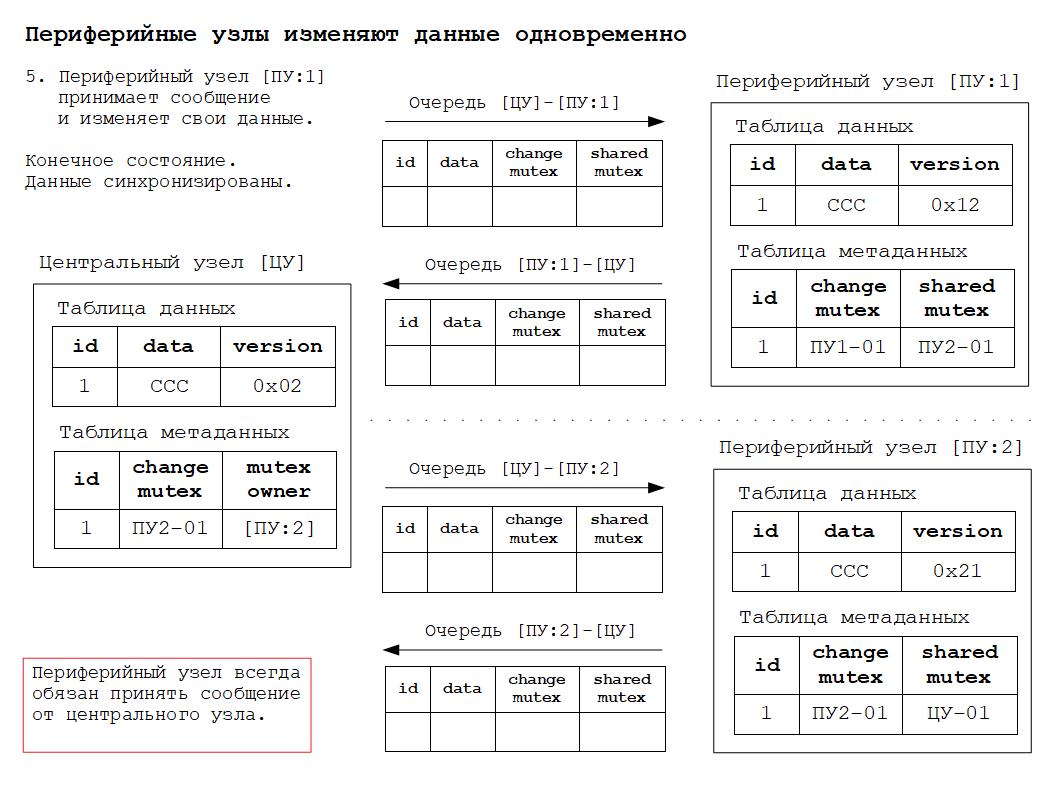 Периферийные узлы изменяют данные одновременно
5. Периферийный узел [ПУ:1]
принимает сообщение
и изменяет свои данные.
Конечное состояние.
Данные синхронизированы.
Центральный узел [ЦУ]
Таблица данных
id data version
1 CCC 0x02
Таблица метаданных
id change mutex mutex owner
1 ПУ2-01 [ПУ:2]
Периферийный узел всегда
обязан принять сообщение
от центрального узла.
Очередь [ЦУ]-[ПУ:1]
id data change mutex shared mutex
Очередь [ПУ:1]-[ЦУ]
id data change mutex shared mutex
Периферийный узел [ПУ:1]
Таблица данных
id data version
1 CCC 0x12
Таблица метаданных
id change mutex shared mutex
1 ПУ1-01 ПУ2-01
Очередь [ЦУ]-[ПУ:2]
id data change mutex shared mutex
Очередь [ПУ:2]-[ЦУ]
id data change mutex shared mutex
Периферийный узел [ПУ:2]
Таблица данных
id data version
1 CCC 0x21
Таблица метаданных
id change mutex shared mutex
1 ПУ2-01 ЦУ-01